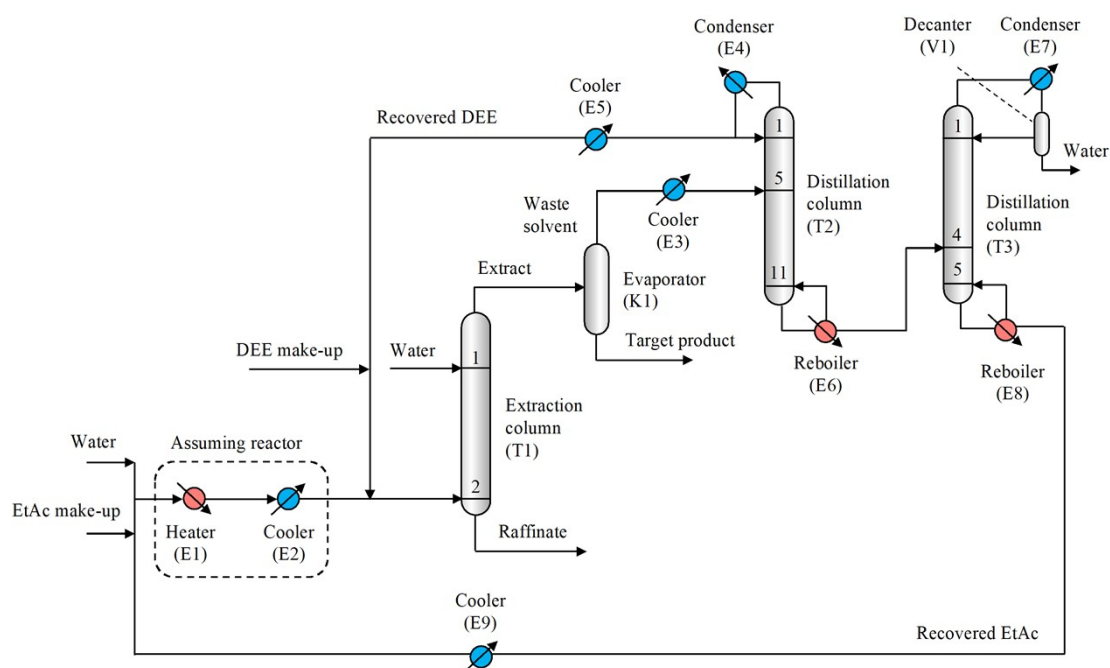 Condenser
(E4)
Decanter
(V1)
Condenser
(E7)
Cooler
(E5)
Recovered DEE
1
1
Water
Waste
solvent
5
Distillation
column
(T2)
Cooler
(E3)
Distillation
column
(T3)
4
Extract
Evaporator
(K1)
11
5
DEE make-up
Water
1
Target product
Reboiler
(E6)
Reboiler
(E8)
Extraction
column
(T1)
Water
Assuming reactor
EtAc make-up
2
Heater
(E1)
Cooler
(E2)
Raffinate
Cooler
(E9)
Recovered EtAc